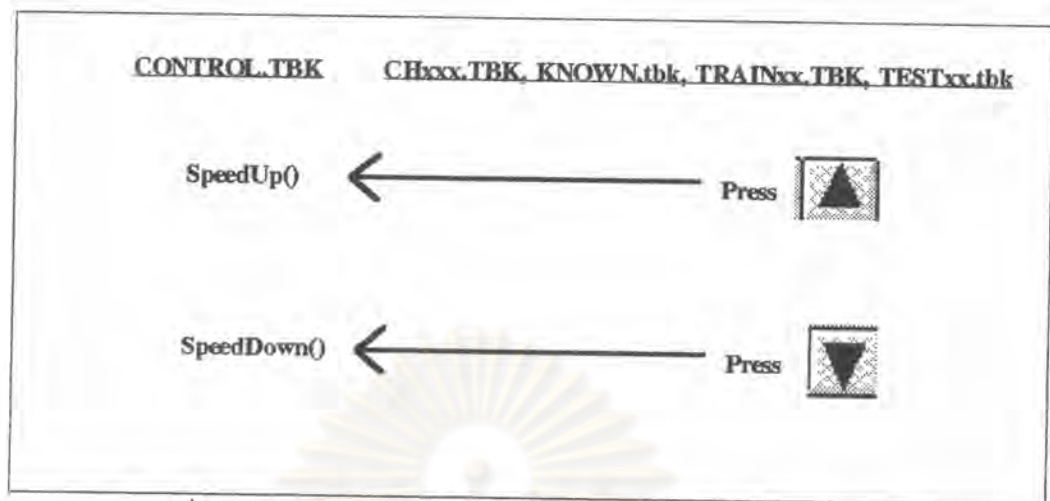 CONTROL.TBK CHxxx.TBK, KNOWN.tbk, TRAINxx.TBK, TESTxx.tbk
SpeedUp() Press
SpeedDown() Press